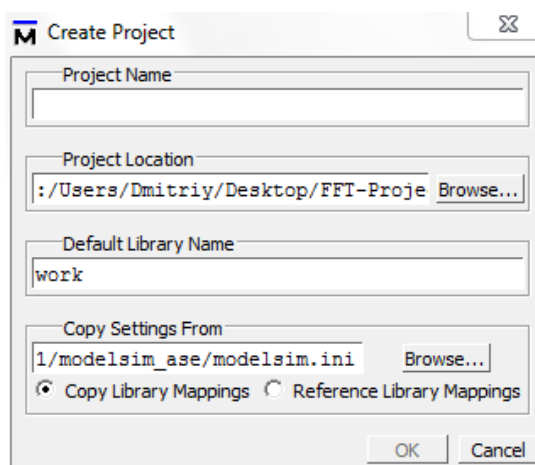 Create Project
Project Name
Project Location
:/Users/Dmitriy/Desktop/FFT-Proje Browse...
Default Library Name
work
Copy Settings From
1/modelsim_ase/modelsim.ini Browse...
Copy Library Mappings Reference Library Mappings
OK Cancel